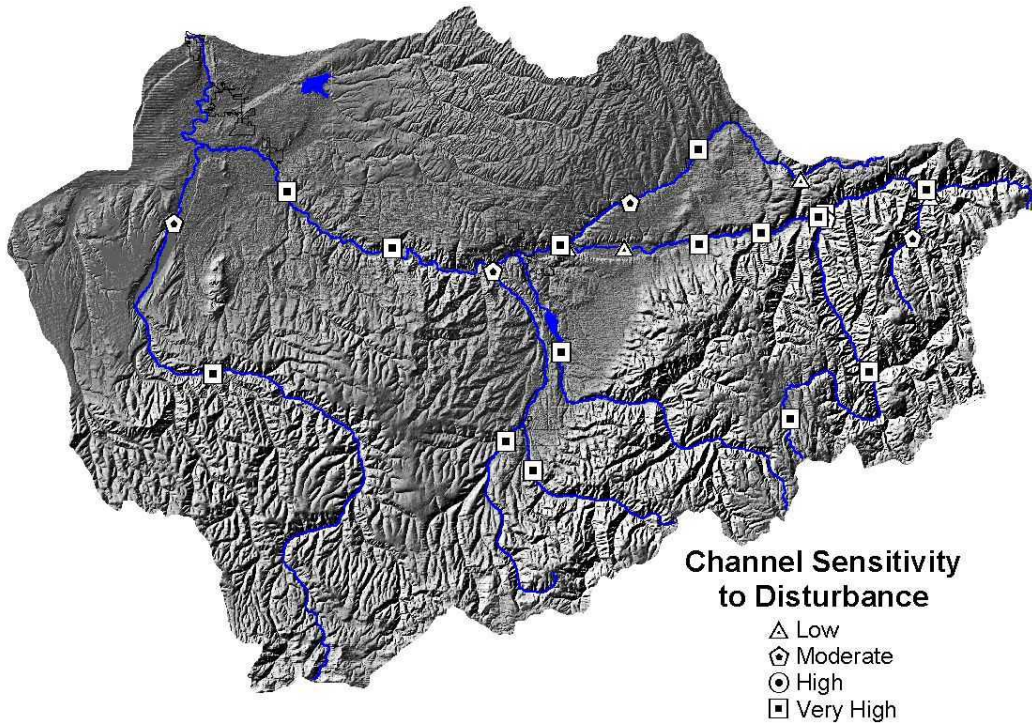 Channel Sensitivity
to Disturbance
Low
Moderate
High
Very High